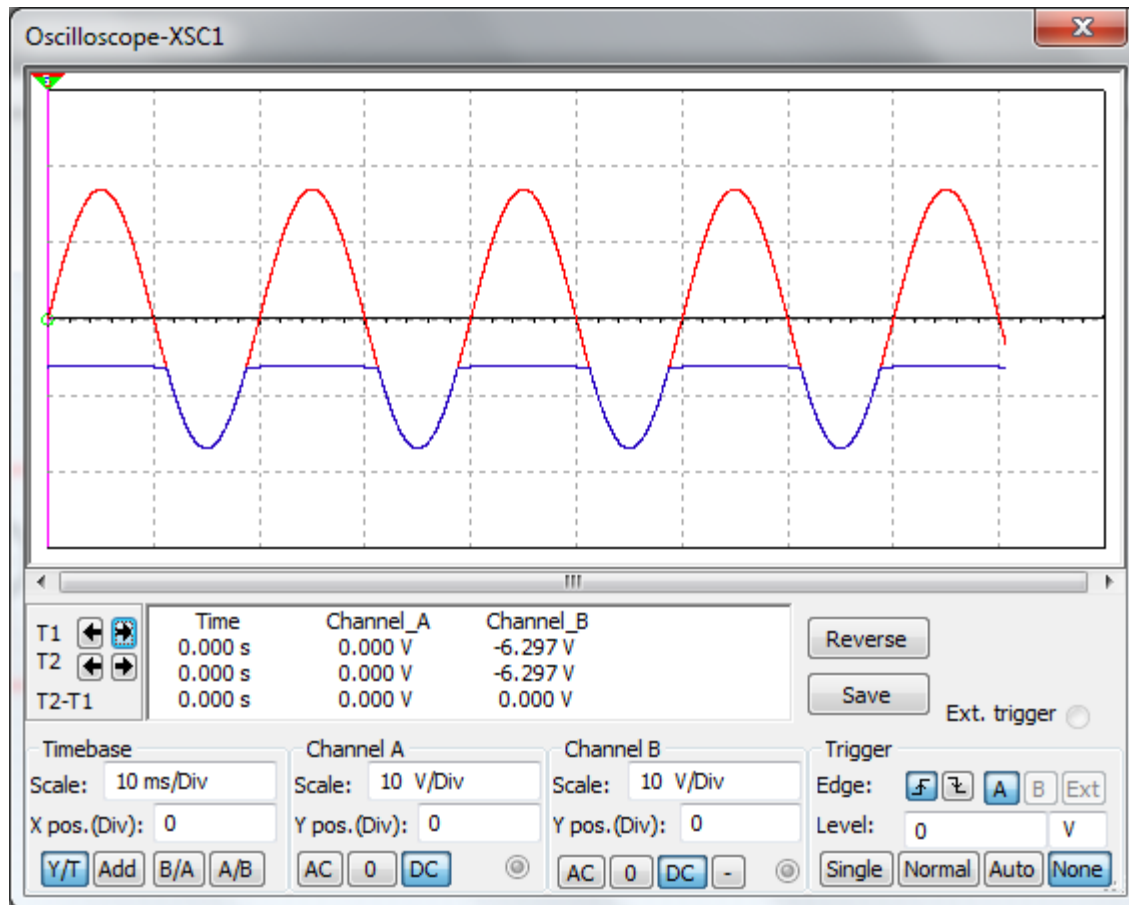 Oscilloscope-XSC1
Time Channel_A Channel_B
T1 0.000 s 0.000 V -6.297 V
T2 0.000 s 0.000 V -6.297 V
T2-T1 0.000 s 0.000 V 0.000 V
Reverse
Save
Ext. trigger
Timebase
Scale: 10 ms/Div
X pos.(Div): 0
Y/T Add B/A A/B
Channel A
Scale: 10 V/Div
Y pos.(Div): 0
AC 0 DC
Channel B
Scale: 10 V/Div
Y pos.(Div): 0
AC 0 DC -
Trigger
Edge: A B Ext
Level: 0 V
Single Normal Auto None